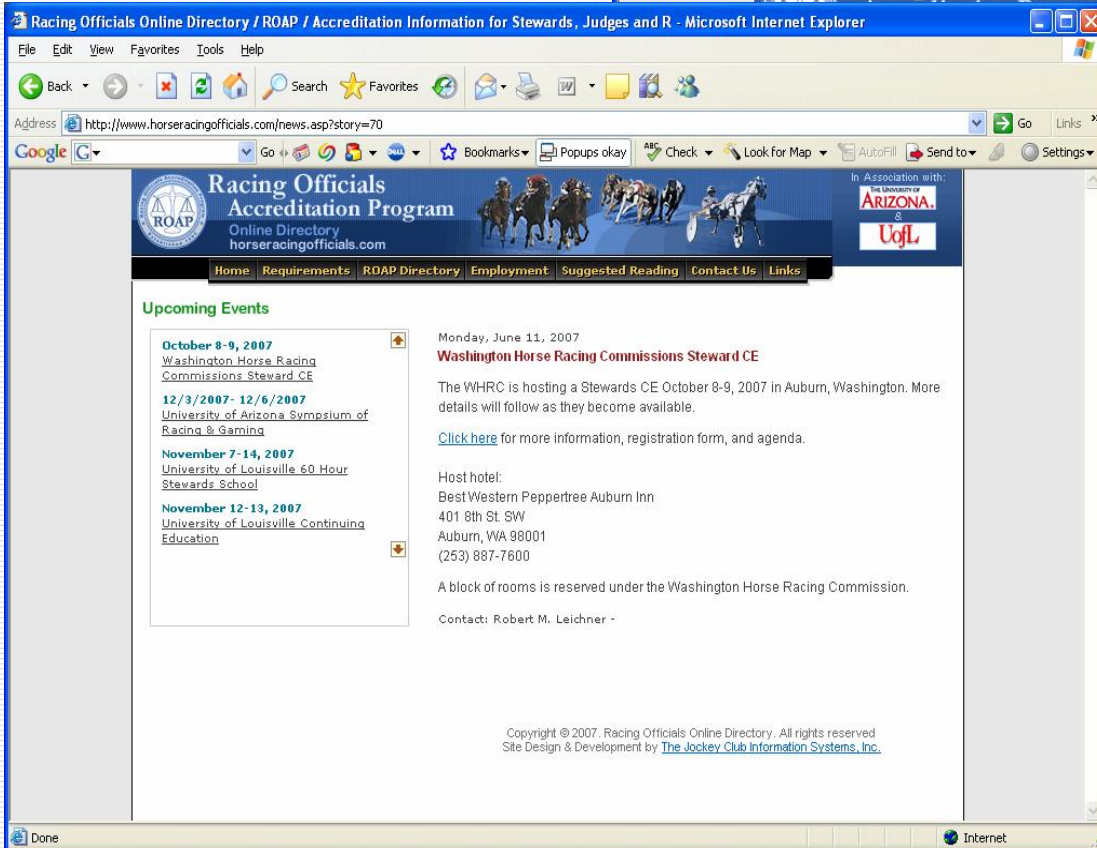 Racing Officials Online Directory / ROAP / Accreditation Information for Stewards, Judges and R - Microsoft Internet Explorer
File Edit View Favorites Tools Help
Back Search Favorites
Address http://www.horseracingofficials.com/news.asp?story=70 Go Links »
Google G Go Bookmarks Popups okay ABC Check Look for Map AutoFill Send to Settings
ROAP
Racing Officials
Accreditation Program
Online Directory
horseracingofficials.com
In Association with:
THE UNIVERSITY OF
ARIZONA.
&
UofL
Home Requirements ROAP Directory Employment Suggested Reading Contact Us Links
Upcoming Events
October 8-9, 2007
Washington Horse Racing
Commissions Steward CE
12/3/2007- 12/6/2007
University of Arizona Sympsium of
Racing & Gaming
November 7-14, 2007
University of Louisville 60 Hour
Stewards School
November 12-13, 2007
University of Louisville Continuing
Education
Monday, June 11, 2007
Washington Horse Racing Commissions Steward CE
The WHRC is hosting a Stewards CE October 8-9, 2007 in Auburn, Washington. More
details will follow as they become available.
Click here for more information, registration form, and agenda.
Host hotel:
Best Western Peppertree Auburn Inn
401 8th St. SW
Auburn, WA 98001
(253) 887-7600
A block of rooms is reserved under the Washington Horse Racing Commission.
Contact: Robert M. Leichner -
Copyright © 2007. Racing Officials Online Directory. All rights reserved
Site Design & Development by The Jockey Club Information Systems, Inc.
Done Internet